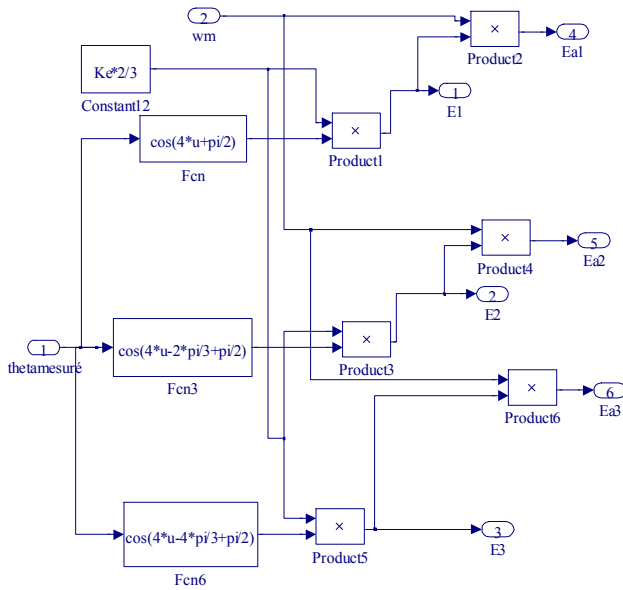 2
wm
×
Product2
4
Ea1
Ke*2/3
Constant12
1
E1
×
Product1
cos(4*u+pi/2)
Fcn
×
Product4
5
Ea2
2
E2
1
thetamesuré
cos(4*u-2*pi/3+pi/2)
Fcn3
×
Product3
×
Product6
6
Ea3
cos(4*u-4*pi/3+pi/2)
Fcn6
×
Product5
3
E3